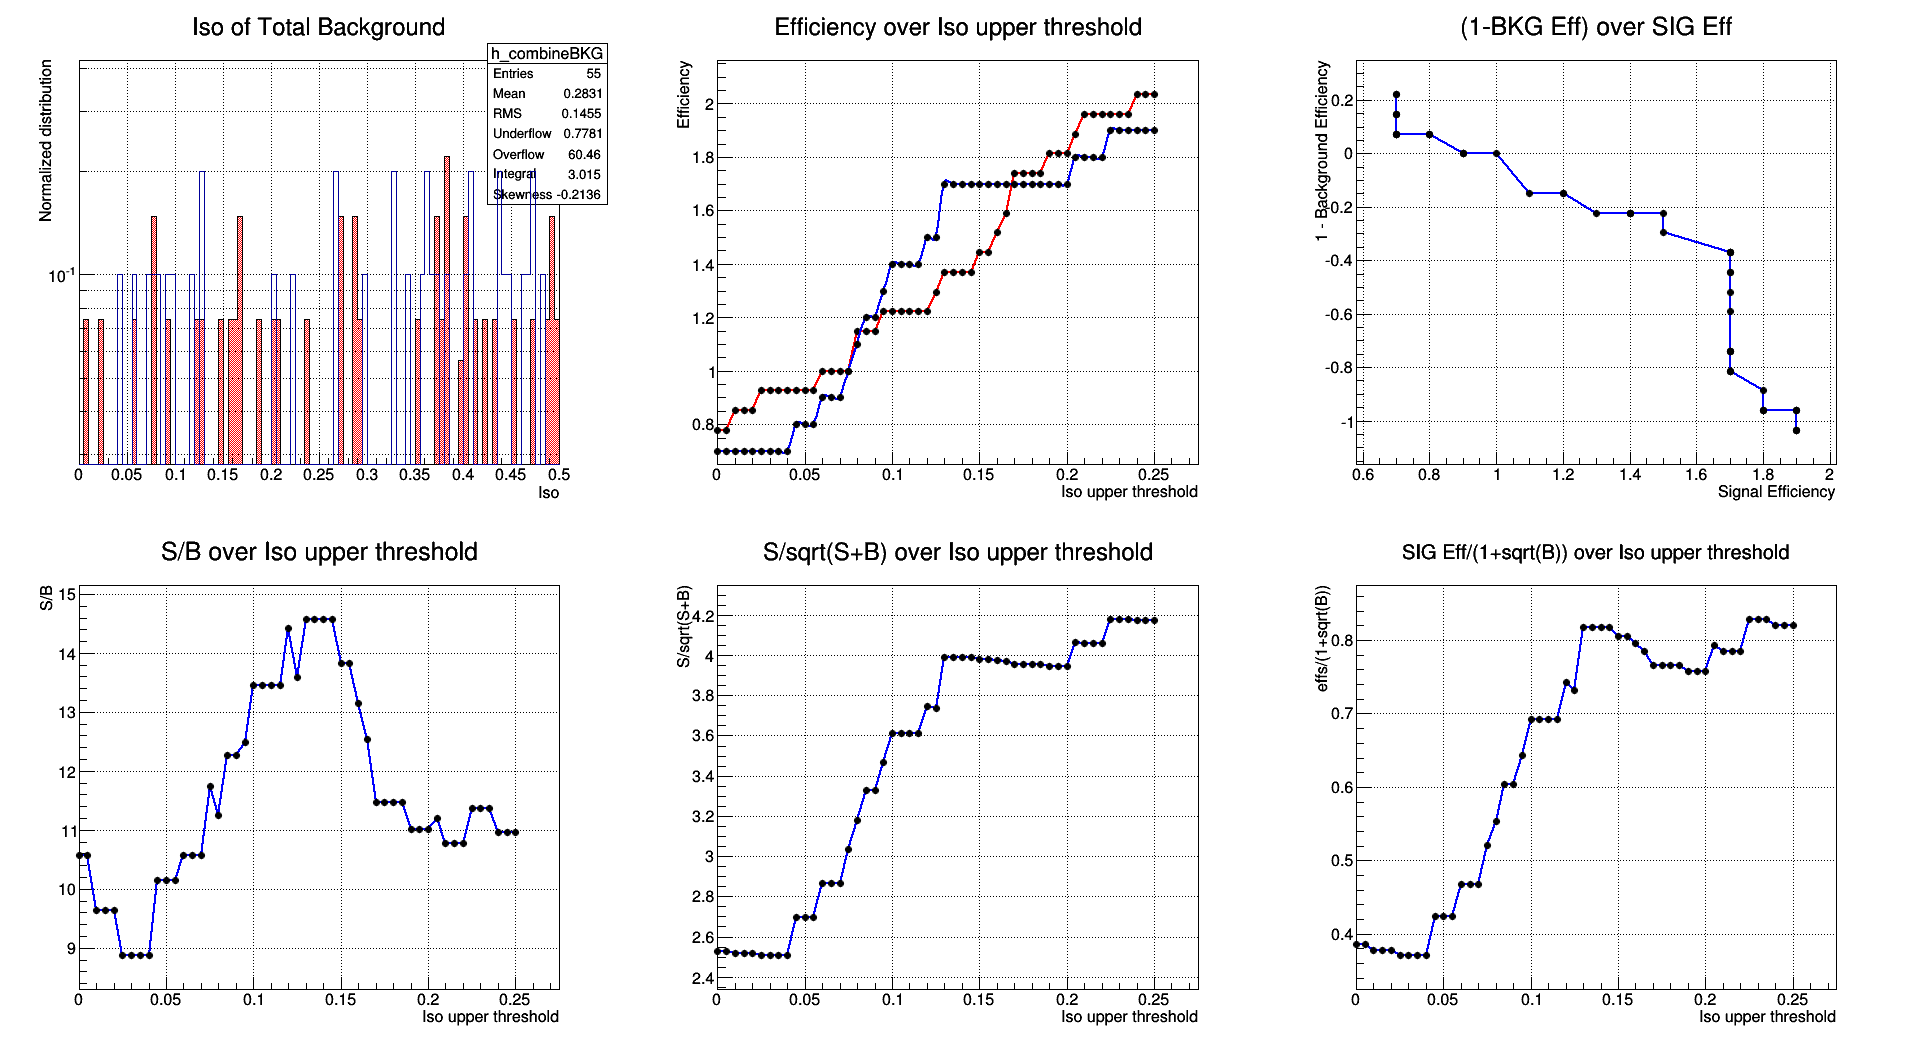 Iso of Total Background
Normalized distribution
h_combineBKG
Entries 55
Mean 0.2831
RMS 0.1455
Underflow 0.7781
Overflow 60.46
Integral 3.015
Skewness -0.2136
10-1
0 0.05 0.1 0.15 0.2 0.25 0.3 0.35 0.4 0.45 0.5
Iso
Efficiency over Iso upper threshold
Efficiency
2
1.8
1.6
1.4
1.2
1
0.8
0 0.05 0.1 0.15 0.2 0.25
Iso upper threshold
(1-BKG Eff) over SIG Eff
1 - Background Efficiency
0.2
0
-0.2
-0.4
-0.6
-0.8
-1
0.6 0.8 1 1.2 1.4 1.6 1.8 2
Signal Efficiency
S/B over Iso upper threshold
S/B
15
14
13
12
11
10
9
0 0.05 0.1 0.15 0.2 0.25
Iso upper threshold
S/sqrt(S+B) over Iso upper threshold
S/sqrt(S+B)
4.2
4
3.8
3.6
3.4
3.2
3
2.8
2.6
2.4
0 0.05 0.1 0.15 0.2 0.25
Iso upper threshold
SIG Eff/(1+sqrt(B)) over Iso upper threshold
effs/(1+sqrt(B))
0.8
0.7
0.6
0.5
0.4
0 0.05 0.1 0.15 0.2 0.25
Iso upper threshold